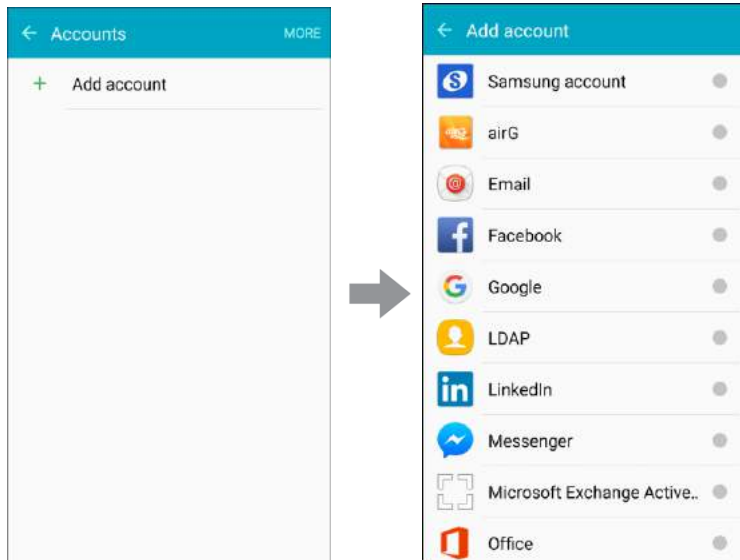 Accounts
MORE
+ Add account
Add account
Samsung account
airG
Email
Facebook
Google
LDAP
LinkedIn
Messenger
Microsoft Exchange Active..
Office